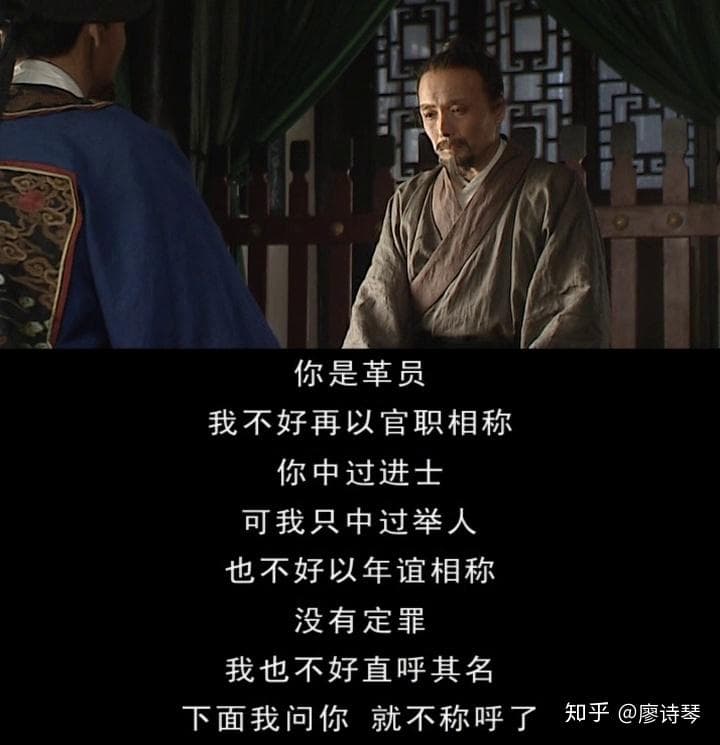 你是革员
我不好再以官职相称
你中过进士
可我只中过举人
也不好以年谊相称
没有定罪
我也不好直呼其名
下面我问你 就不称呼了
知乎 @廖诗琴